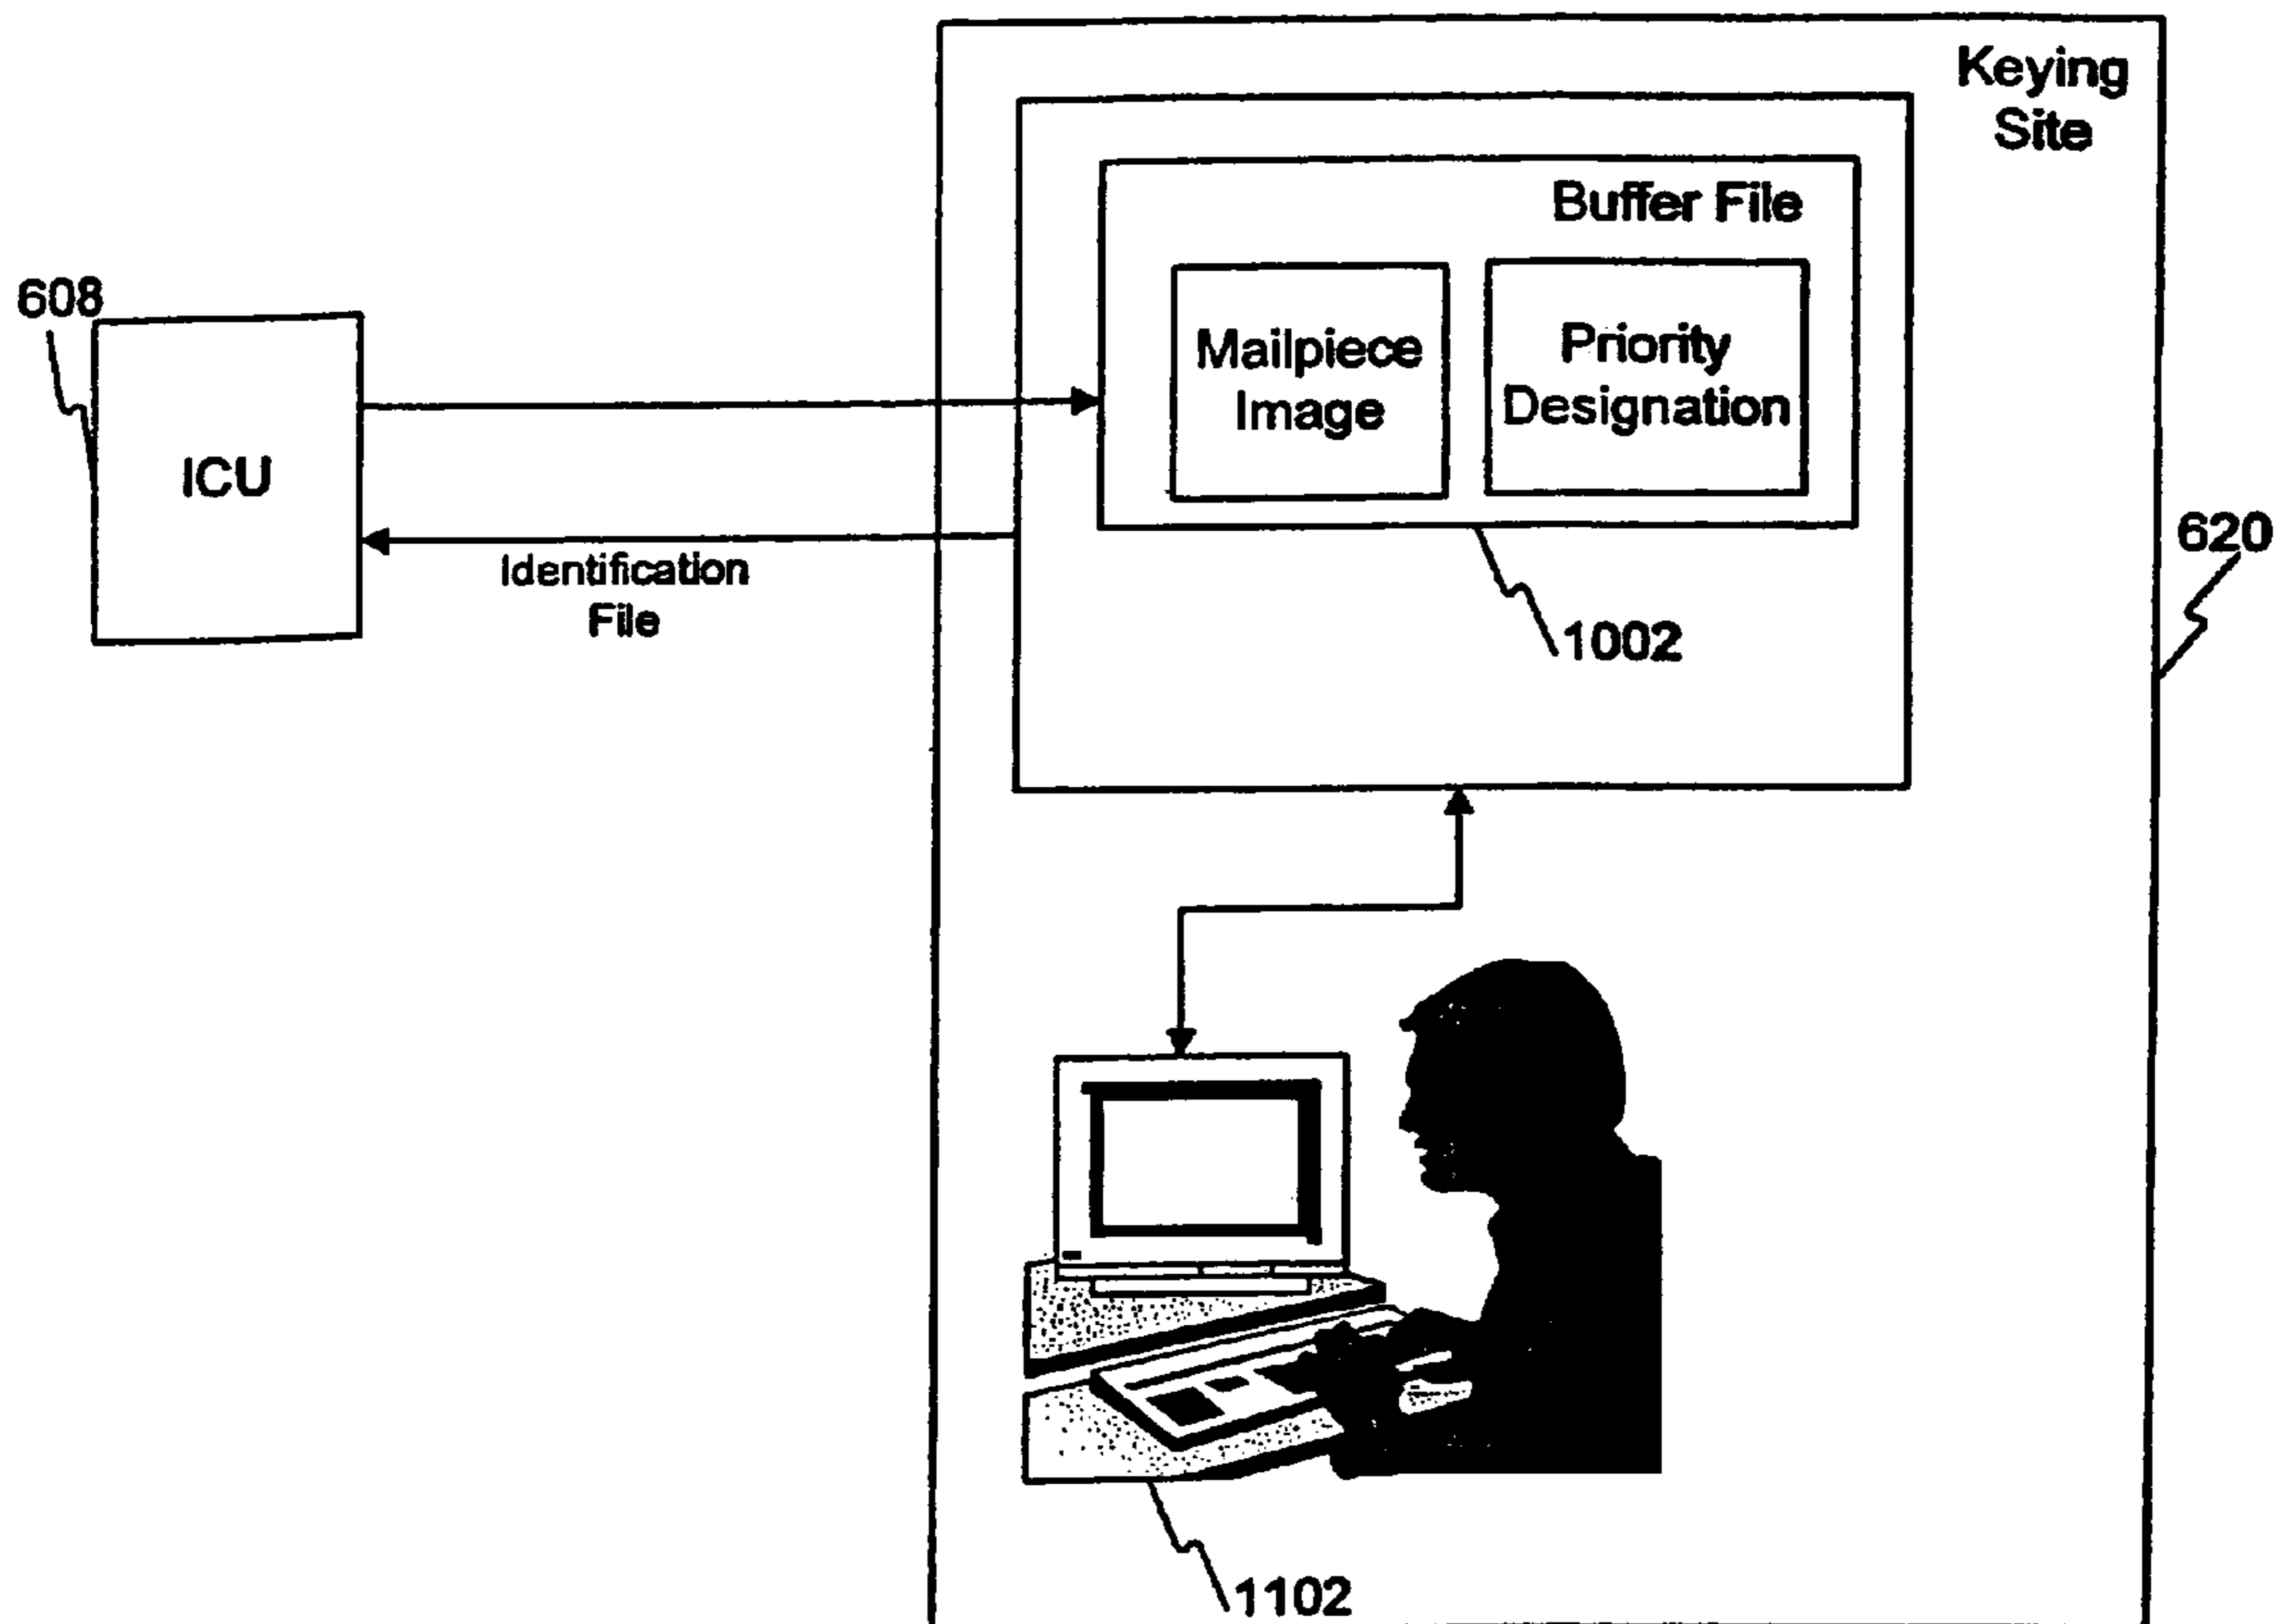 Keying
Site
Buffer File
Mailpiece
Image
Priority
Designation
608
ICU
Identification
File
620
1002
1102